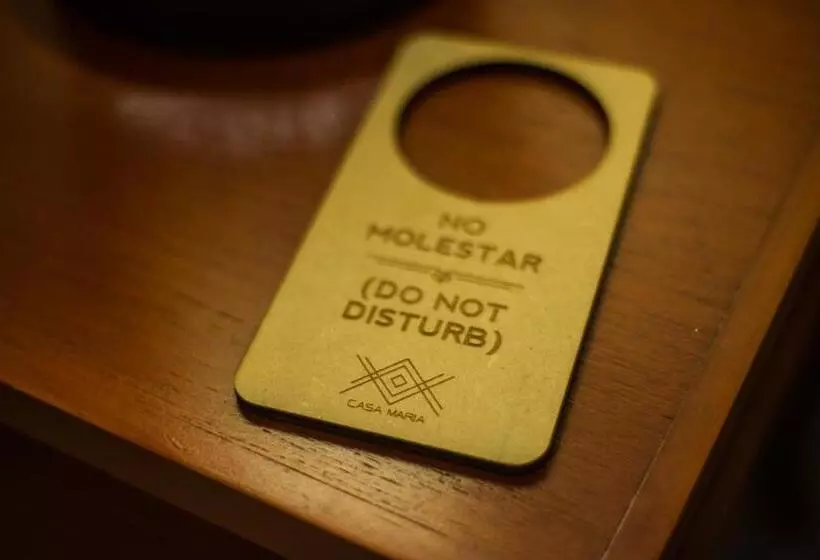 NO
MOLESTAR
(DO NOT
DISTURB)
CASA MARIA